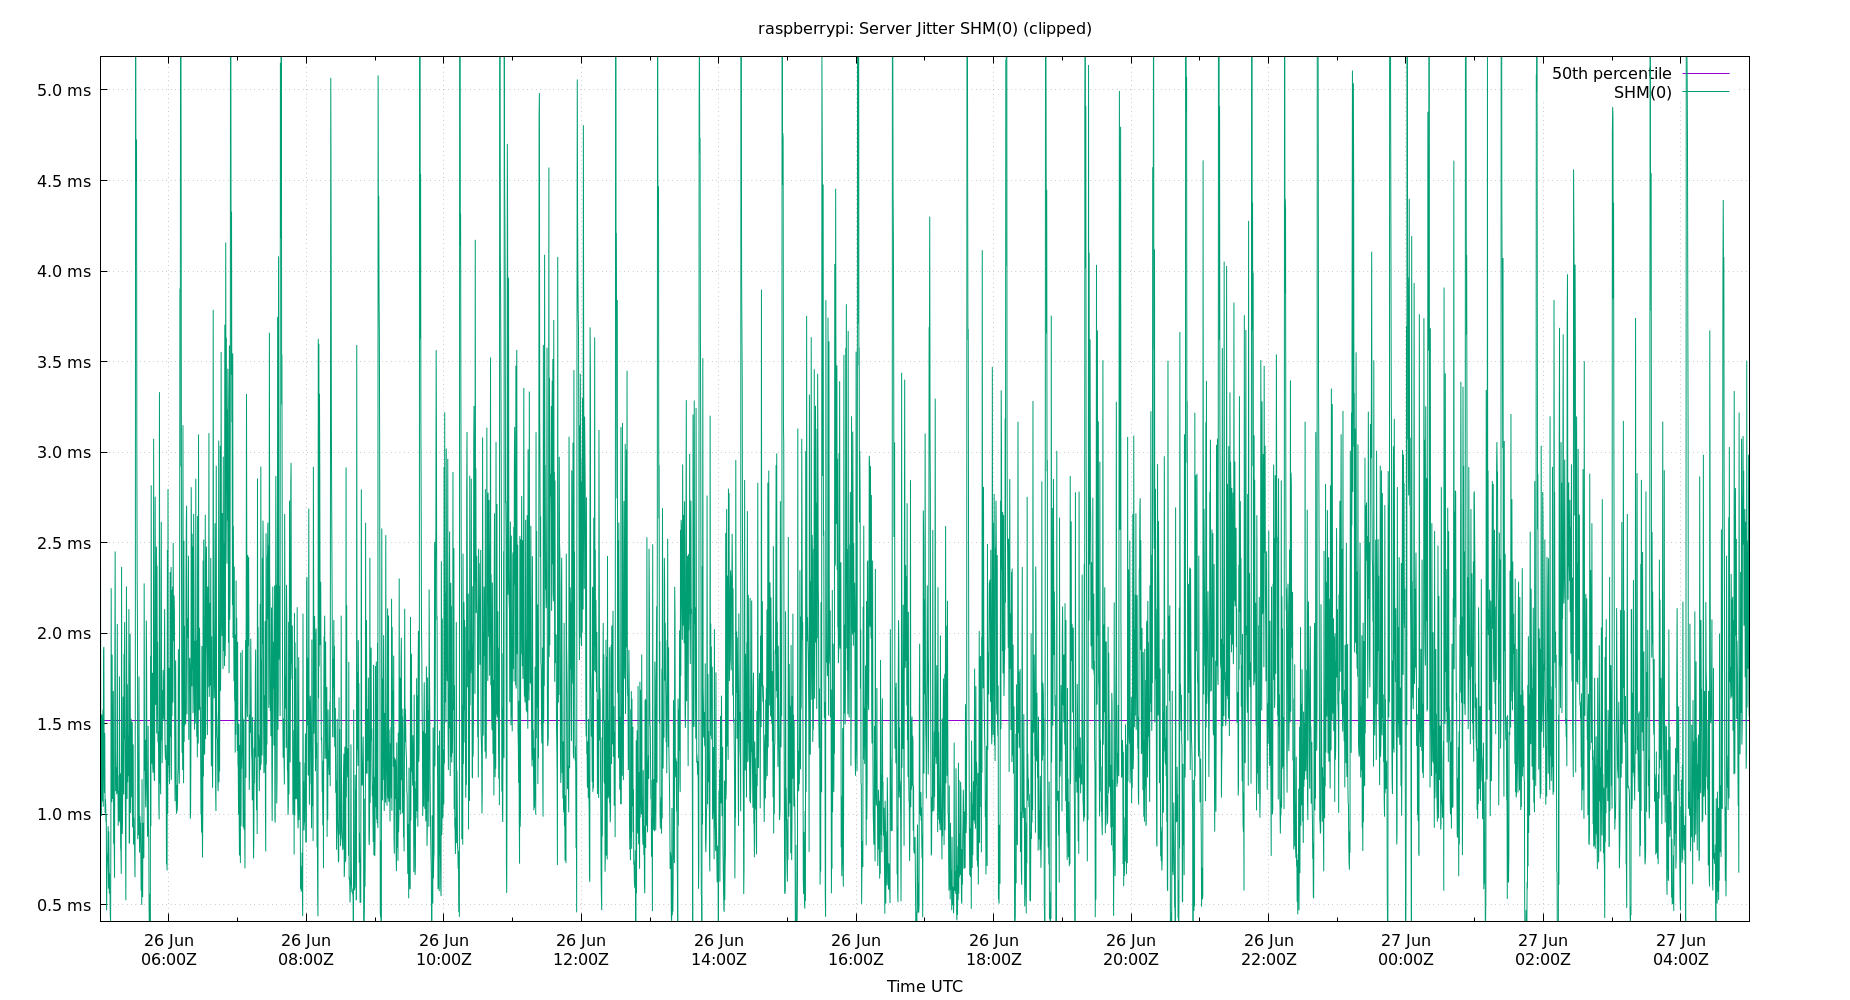 raspberrypi: Server Jitter SHM(0) (clipped)
50th percentile
SHM(0)
5.0 ms
4.5 ms
4.0 ms
3.5 ms
3.0 ms
2.5 ms
2.0 ms
1.5 ms
1.0 ms
0.5 ms
26 Jun 26 Jun 26 Jun 26 Jun 26 Jun 26 Jun 26 Jun 26 Jun 26 Jun 27 Jun 27 Jun 27 Jun
06:00Z 08:00Z 10:00Z 12:00Z 14:00Z 16:00Z 18:00Z 20:00Z 22:00Z 00:00Z 02:00Z 04:00Z
Time UTC